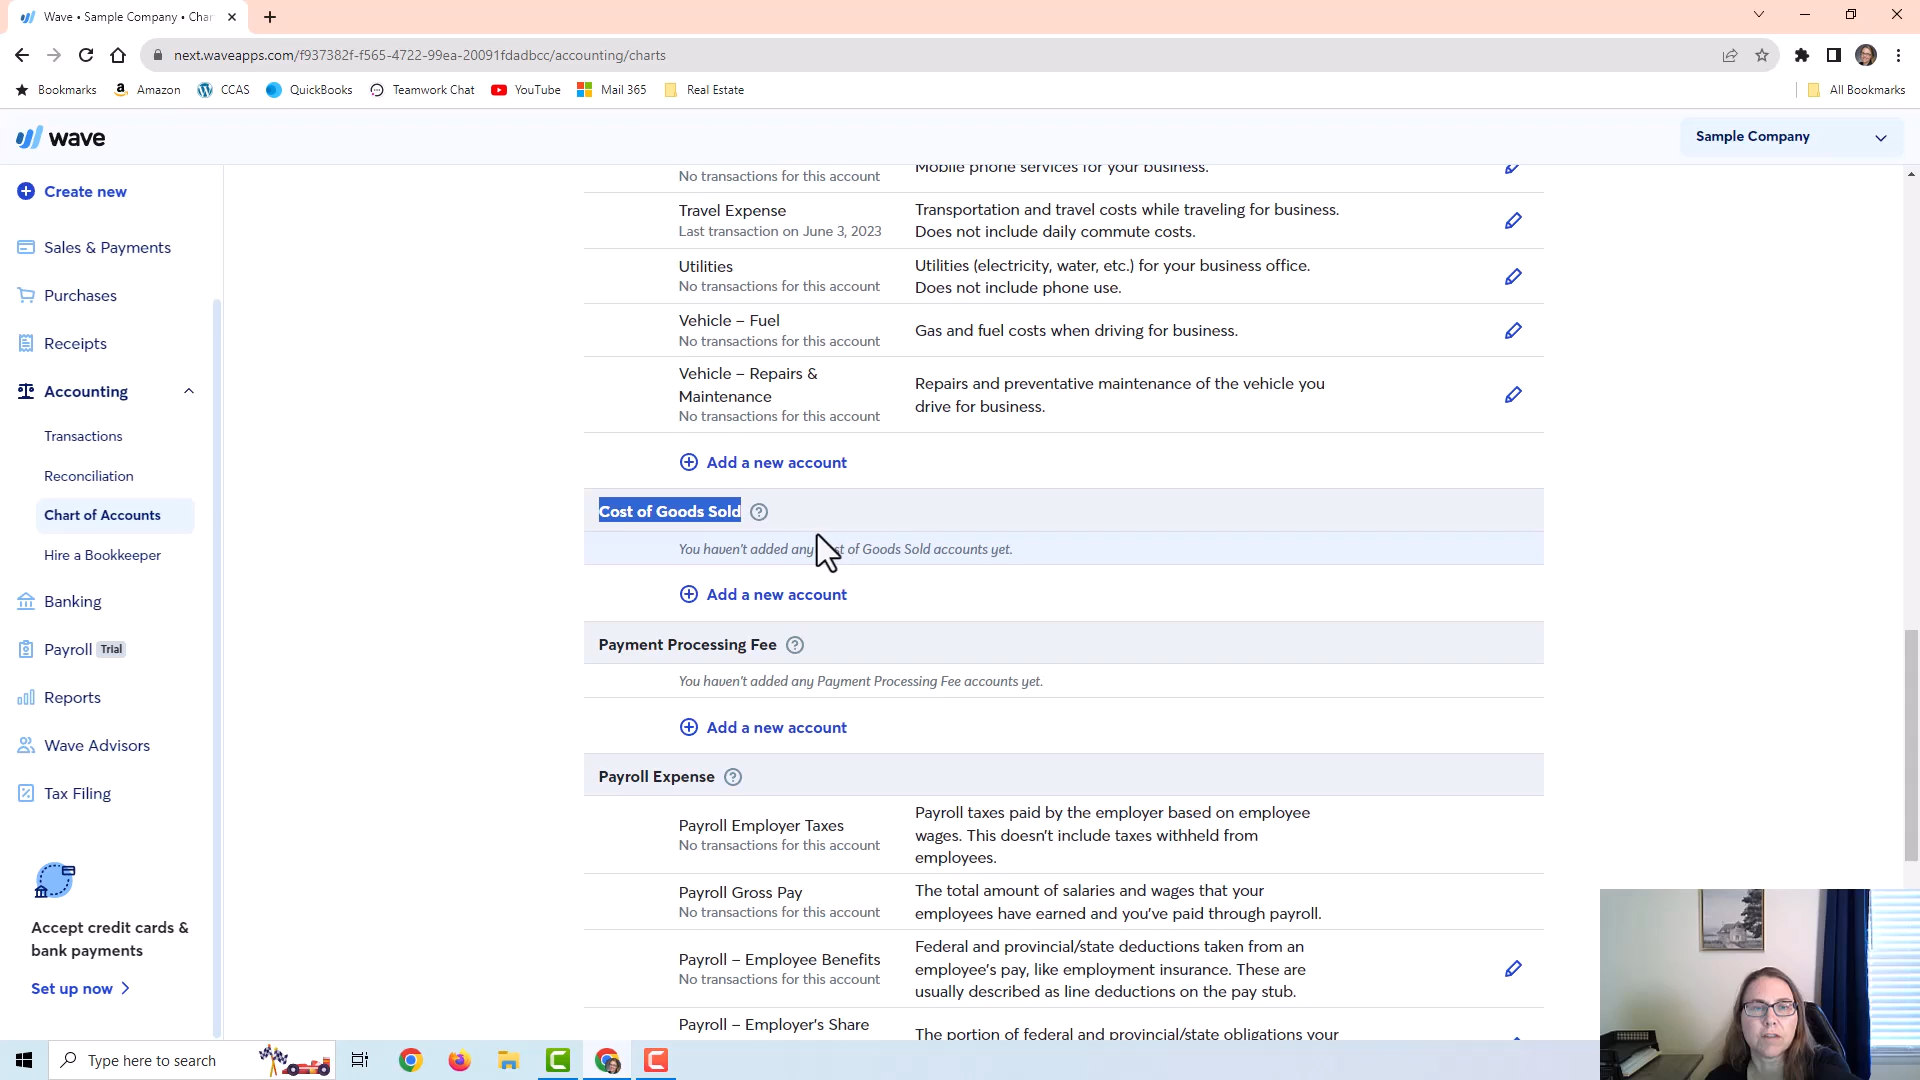 Wave • Sample Company • Char
next.waveapps.com/f937382f-f565-4722-99ea-20091fdadbcc/accounting/charts
Bookmarks
Amazon
CCAS
QuickBooks
Teamwork Chat
YouTube
Mail 365
Real Estate
All Bookmarks
wave
Sample Company
Create new
Sales & Payments
Purchases
Receipts
Accounting
Transactions
Reconciliation
Chart of Accounts
Hire a Bookkeeper
Banking
Payroll Trial
Reports
Wave Advisors
Tax Filing
Accept credit cards &
bank payments
Set up now
No transactions for this account
Mobile phone services for your business.
Travel Expense
Last transaction on June 3, 2023
Transportation and travel costs while traveling for business.
Does not include daily commute costs.
Utilities
No transactions for this account
Utilities (electricity, water, etc.) for your business office.
Does not include phone use.
Vehicle – Fuel
No transactions for this account
Gas and fuel costs when driving for business.
Vehicle – Repairs &
Maintenance
No transactions for this account
Repairs and preventative maintenance of the vehicle you
drive for business.
Add a new account
Cost of Goods Sold ?
You haven't added any of Goods Sold accounts yet.
Add a new account
Payment Processing Fee ?
You haven't added any Payment Processing Fee accounts yet.
Add a new account
Payroll Expense ?
Payroll Employer Taxes
No transactions for this account
Payroll taxes paid by the employer based on employee
wages. This doesn't include taxes withheld from
employees.
Payroll Gross Pay
No transactions for this account
The total amount of salaries and wages that your
employees have earned and you've paid through payroll.
Payroll – Employee Benefits
No transactions for this account
Federal and provincial/state deductions taken from an
employee's pay, like employment insurance. These are
usually described as line deductions on the pay stub.
Payroll – Employer's Share
The portion of federal and provincial/state obligations your
Type here to search